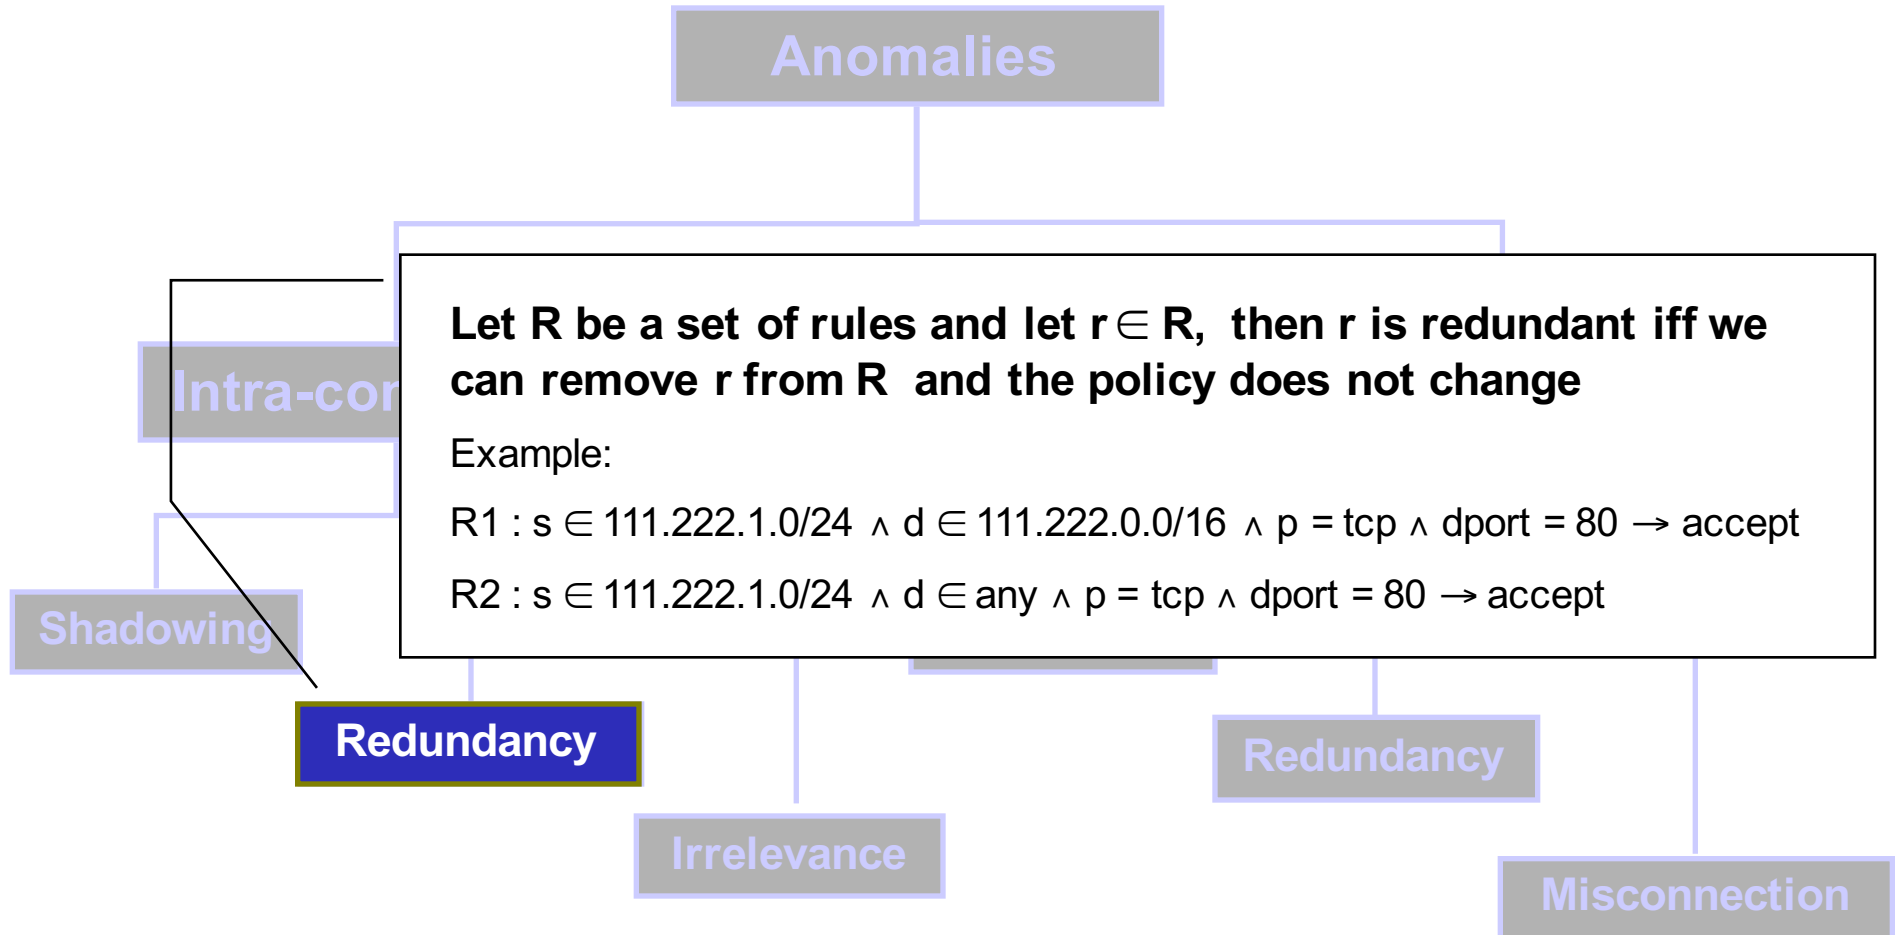 Anomalies
Let R be a set of rules and let r ∈ R, then r is redundant iff we
can remove r from R and the policy does not change
Example:
R1 : s ∈ 111.222.1.0/24 ∧ d ∈ 111.222.0.0/16 ∧ p = tcp ∧ dport = 80 → accept
R2 : s ∈ 111.222.1.0/24 ∧ d ∈ any ∧ p = tcp ∧ dport = 80 → accept
Shadowing
Redundancy
Redundancy
Irrelevance
Misconnection